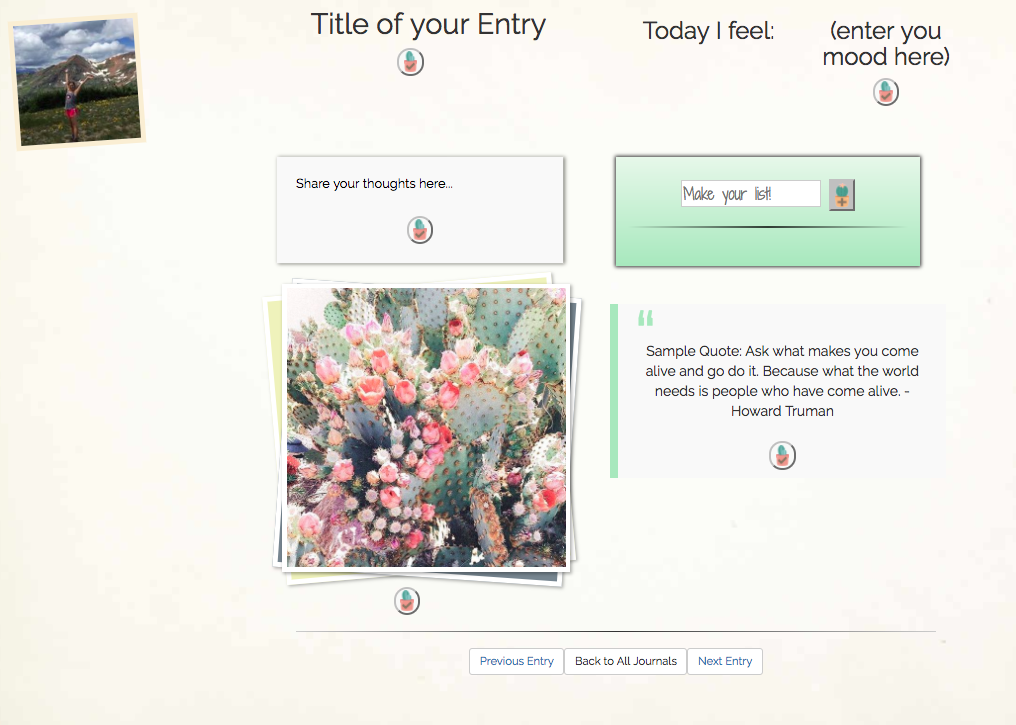 Title of your Entry
Today I feel:
(enter you
mood here)
Share your thoughts here...
Make your list!
“
Sample Quote: Ask what makes you come
alive and go do it. Because what the world
needs is people who have come alive. -
Howard Truman
Previous Entry
Back to All Journals
Next Entry